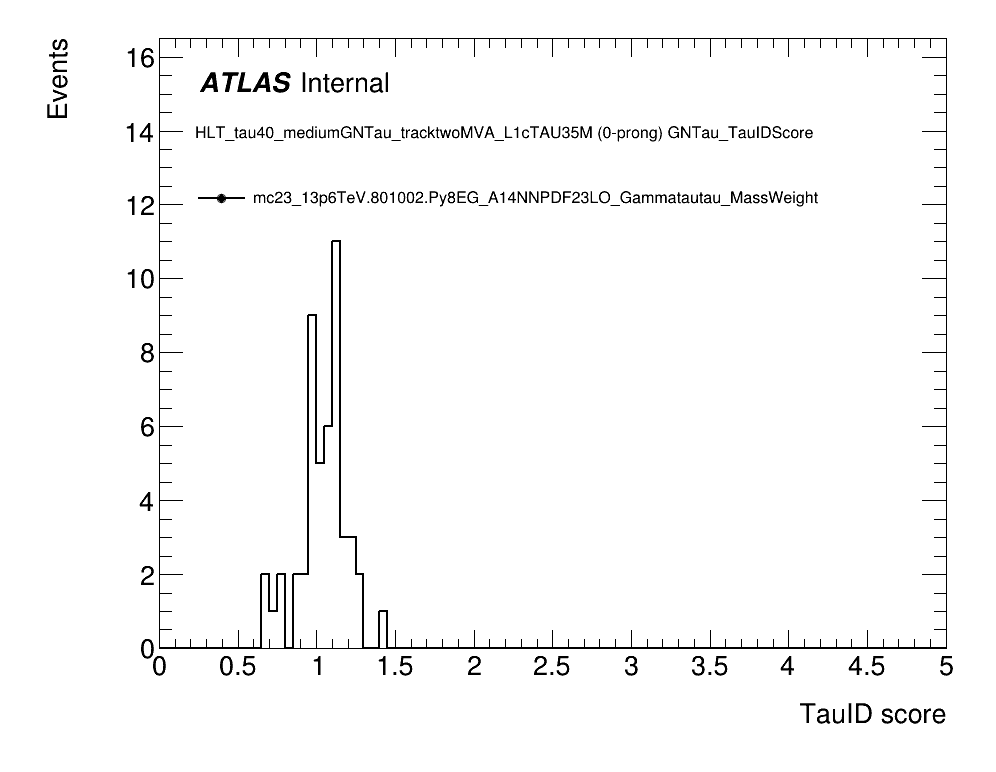 Events
16
ATLAS Internal
14
HLT_tau40_mediumGNTau_tracktwoMVA_L1cTAU35M (0-prong) GNTau_TauIDScore
12
mc23_13p6TeV.801002.Py8EG_A14NNPDF23LO_Gammatautau_MassWeight
10
8
6
4
2
0
0 0.5 1 1.5 2 2.5 3 3.5 4 4.5 5
TauID score